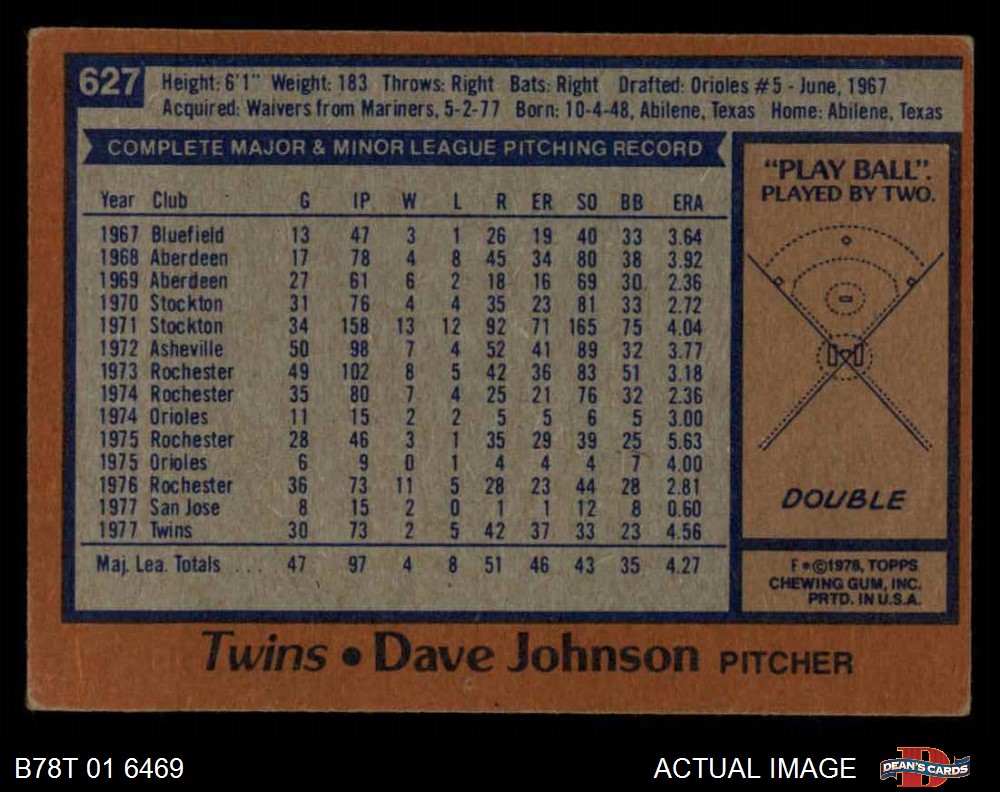 627
Height: 6'1" Weight: 183 Throws: Right Bats: Right Drafted: Orioles #5 - June, 1967
Acquired: Waivers from Mariners, 5-2-77 Born: 10-4-48, Abilene, Texas Home: Abilene, Texas
COMPLETE MAJOR & MINOR LEAGUE PITCHING RECORD
Year Club G IP W L R ER SO BB ERA
1967 Bluefield 13 47 3 1 26 19 40 33 3.64
1968 Aberdeen 17 78 4 8 45 34 80 38 3.92
1969 Aberdeen 27 61 6 2 18 16 69 30 2.36
1970 Stockton 31 76 4 4 35 23 81 33 2.72
1971 Stockton 34 158 13 12 92 71 165 75 4.04
1972 Asheville 50 98 7 4 52 41 89 32 3.77
1973 Rochester 49 102 8 5 42 36 83 51 3.18
1974 Rochester 35 80 7 4 25 21 76 32 2.36
1974 Orioles 11 15 2 2 5 5 6 5 3.00
1975 Rochester 28 46 3 1 35 29 39 25 5.63
1975 Orioles 6 9 0 1 4 4 4 7 4.00
1976 Rochester 36 73 11 5 28 23 44 28 2.81
1977 San Jose 8 15 2 0 1 1 12 8 0.60
1977 Twins 30 73 2 5 42 37 33 23 4.56
Maj. Lea. Totals ... 47 97 4 8 51 46 43 35 4.27
"PLAY BALL".
PLAYED BY TWO.
DOUBLE
F*©1978, TOPPS
CHEWING GUM, INC.
PRTD. IN U.S.A.
Twins • Dave Johnson PITCHER
B78T 01 6469
ACTUAL IMAGE
D
DEAN'S CARDS